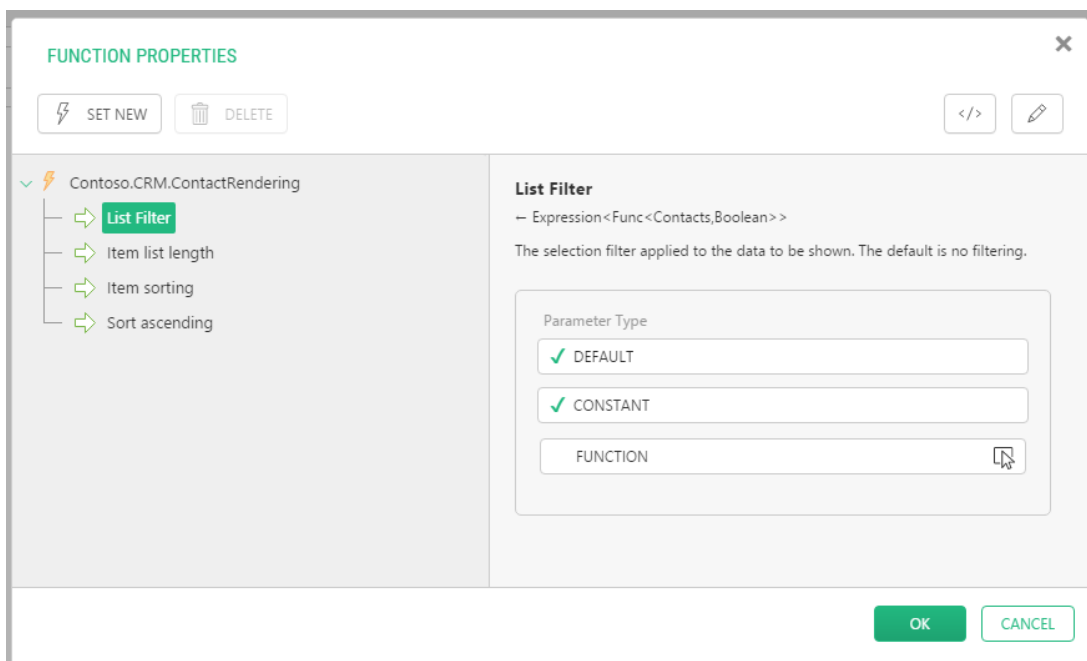 FUNCTION PROPERTIES
SET NEW
DELETE
</>
Contoso.CRM.ContactRendering
List Filter
Item list length
Item sorting
Sort ascending
List Filter
← Expression<Func<Contacts,Boolean>>
The selection filter applied to the data to be shown. The default is no filtering.
Parameter Type
DEFAULT
CONSTANT
FUNCTION
OK
CANCEL